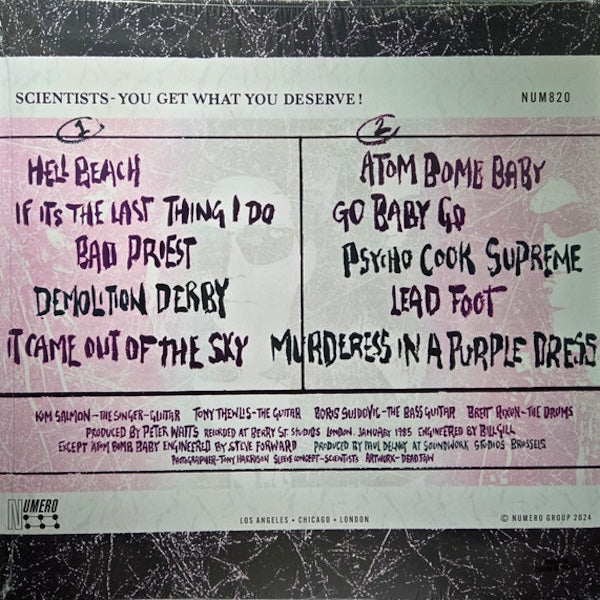 SCIENTISTS-YOU GET WHAT YOU DESERVE!
NUM820
1
HELL BEACH
IF ITS THE LAST THING I DO
BAD PRIEST
DEMOLITION DERBY
IT CAME OUT OF THE SKY
2
ATOM BOMB BABY
GO BABY GO
PSYCHO COOK SUPREME
LEAD FOOT
MURDERESS IN A PURPLE DRESS
KIM SALMON-THE SINGER-GUITAR TONY THEWLIS-THE GUITAR BORIS SUJDOVIC-THE BASS GUITAR BRETT RIXON-THE DRUMS
PRODUCED BY PETER WATTS RECORDED AT BERRY ST. STUDIOS LONDON. JANUARY 1985 ENGINEERED BY BILL GILL
EXCEPT ATOM BOMB BABY ENGINEERED BY STEVE FORWARD PRODUCED BY PAUL DELNOY AT SOUNDWORK STUDIOS BRUSSELS
PHOTOGRAPHER-TONY HARRISON SLEEVE CONCEPT-SCIENTISTS ARTWORK-DEADJAW
NUMERO
LOS ANGELES • CHICAGO • LONDON
© NUMERO GROUP 2024